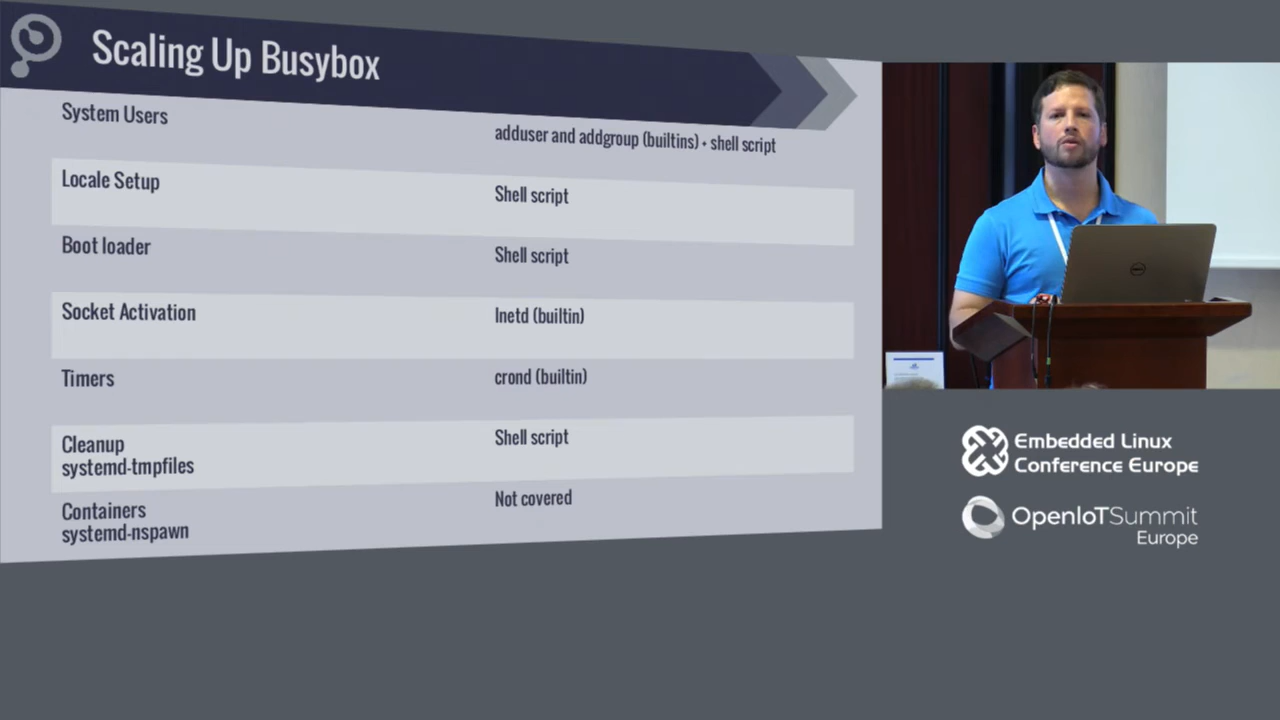 Scaling Up Busybox
System Users
adduser and addgroup (builtins) + shell script
Locale Setup
Shell script
Boot loader
Shell script
Socket Activation
Inetd (builtin)
Timers
crond (builtin)
Cleanup
systemd-tmpfiles
Shell script
Containers
systemd-nspawn
Not covered
Embedded Linux
Conference Europe
OpenIoTSummit
Europe